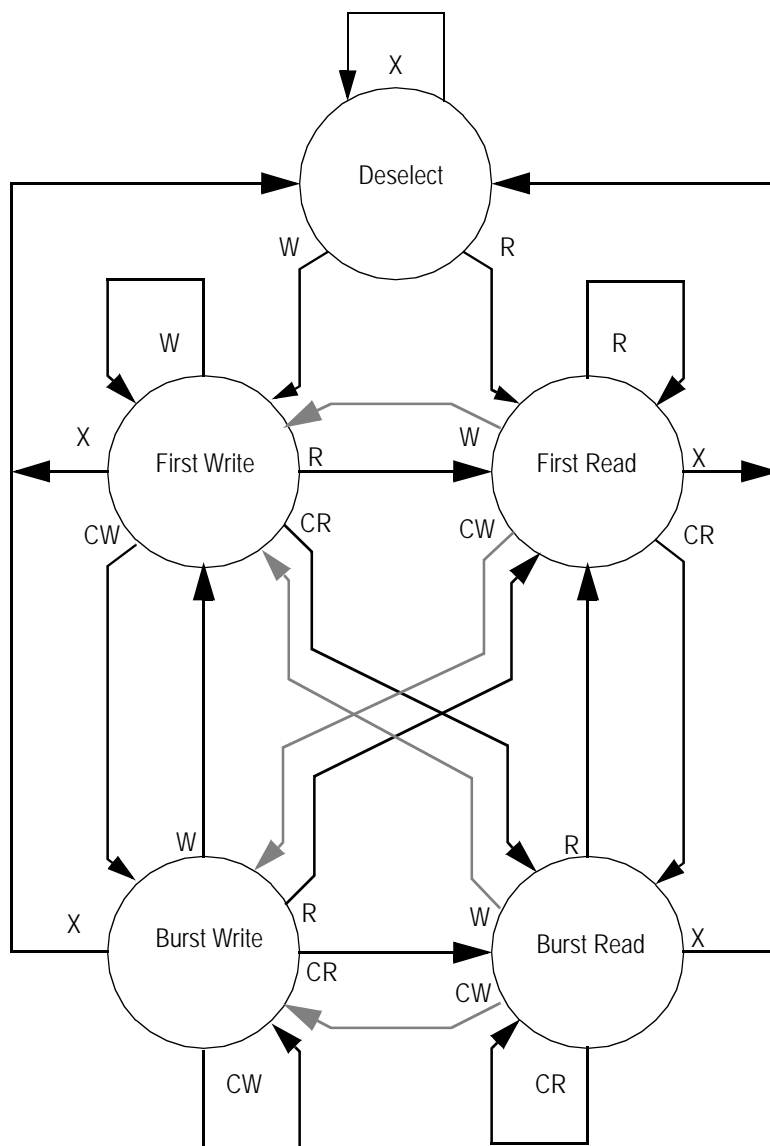 X
Deselect
W
R
W
R
X
W
First Write
R
First Read
X
CW
CR
CW
CR
W
R
X
R
W
Burst Write
Burst Read
X
CR
CW
CW
CR